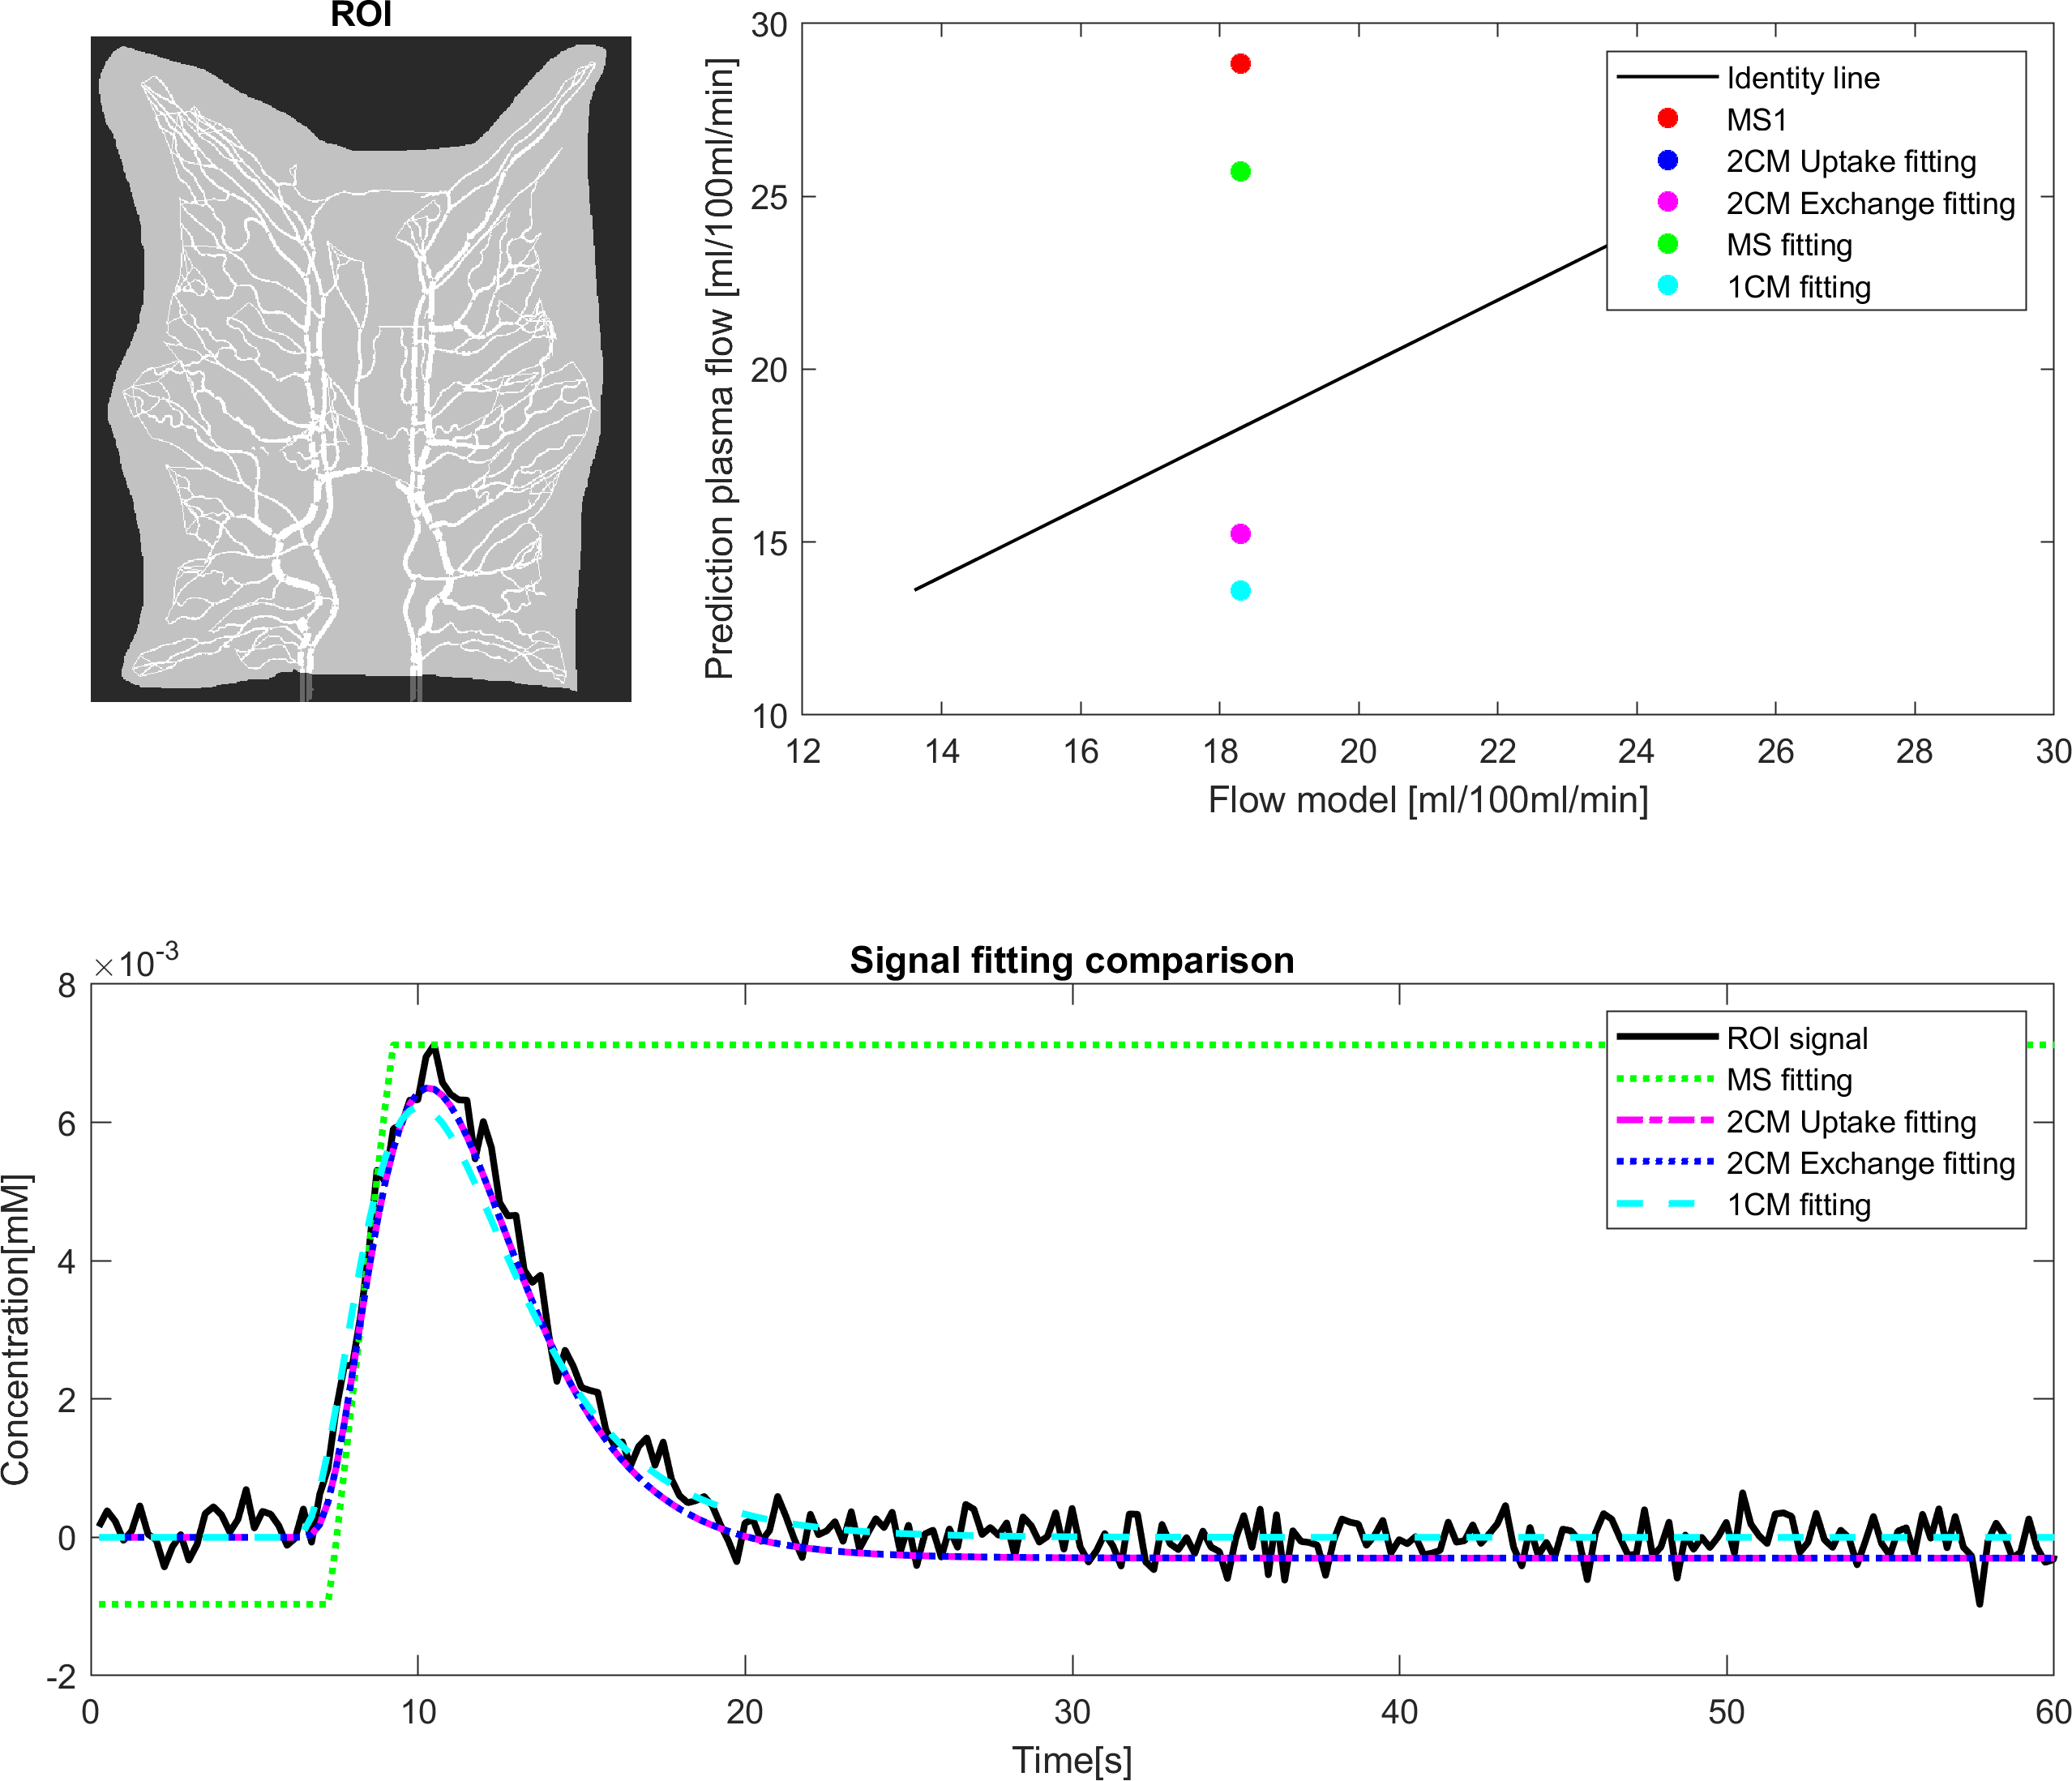 ROI
30
25
20
15
10
Prediction plasma flow [ml/100ml/min]
Identity line
MS1
2CM Uptake fitting
2CM Exchange fitting
MS fitting
1CM fitting
12 14 16 18 20 22 24 26 28 30
Flow model [ml/100ml/min]
Signal fitting comparison
×10-3
8
6
4
2
0
-2
Concentration[mM]
ROI signal
MS fitting
2CM Uptake fitting
2CM Exchange fitting
1CM fitting
0 10 20 30 40 50 60
Time[s]